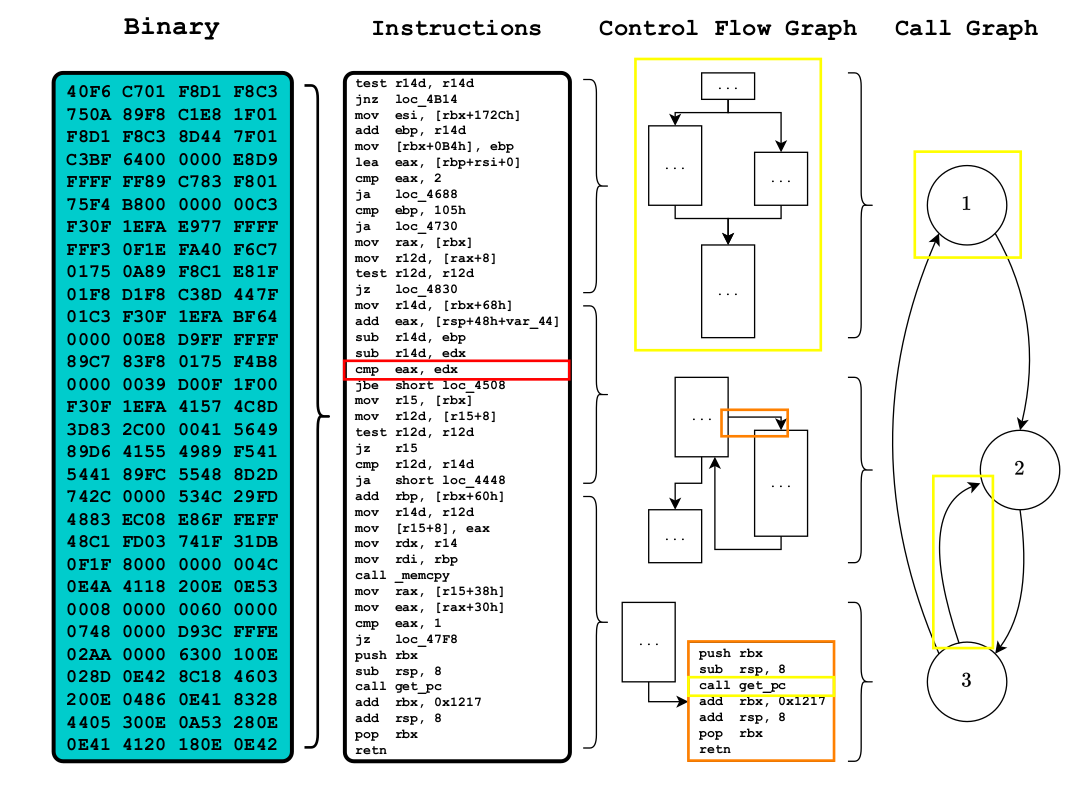 Binary
Instructions
Control Flow Graph
Call Graph
40F6 C701 F8D1 F8C3
750A 89F8 C1E8 1F01
F8D1 F8C3 8D44 7F01
C3BF 6400 0000 E8D9
FFFF FF89 C783 F801
75F4 B800 0000 00C3
F30F 1EFA E977 FFFF
FFF3 0F1E FA40 F6C7
0175 0A89 F8C1 E81F
01F8 D1F8 C38D 447F
01C3 F30F 1EFA BF64
0000 00E8 D9FF FFFF
89C7 83F8 0175 F4B8
0000 0039 D00F 1F00
F30F 1EFA 4157 4C8D
3D83 2C00 0041 5649
89D6 4155 4989 F541
5441 89FC 5548 8D2D
742C 0000 534C 29FD
4883 EC08 E86F FEFF
48C1 FD03 741F 31DB
0F1F 8000 0000 004C
0E4A 4118 200E 0E53
0008 0000 0060 0000
0748 0000 D93C FFFE
02AA 0000 6300 100E
028D 0E42 8C18 4603
200E 0486 0E41 8328
4405 300E 0A53 280E
0E41 4120 180E 0E42
test r14d, r14d
jnz loc_4B14
mov esi, [rbx+172Ch]
add ebp, r14d
mov [rbx+0B4h], ebp
lea eax, [rbp+rsi+0]
cmp eax, 2
ja loc_4688
cmp ebp, 105h
ja loc_4730
mov rax, [rbx]
mov r12d, [rax+8]
test r12d, r12d
jz loc_4830
mov r14d, [rbx+68h]
add eax, [rsp+48h+var_44]
sub r14d, ebp
sub r14d, edx
cmp eax, edx
jbe short loc_4508
mov r15, [rbx]
mov r12d, [r15+8]
test r12d, r12d
jz r15
cmp r12d, r14d
ja short loc_4448
add rbp, [rbx+60h]
mov r14d, r12d
mov [r15+8], eax
mov rdx, r14
mov rdi, rbp
call _memcpy
mov rax, [r15+38h]
mov eax, [rax+30h]
cmp eax, 1
jz loc_47F8
push rbx
sub rsp, 8
call get_pc
add rbx, 0x1217
add rsp, 8
pop rbx
retn
...
...
...
...
...
...
...
...
push rbx
sub rsp, 8
call get_pc
add rbx, 0x1217
add rsp, 8
pop rbx
retn
1
2
3